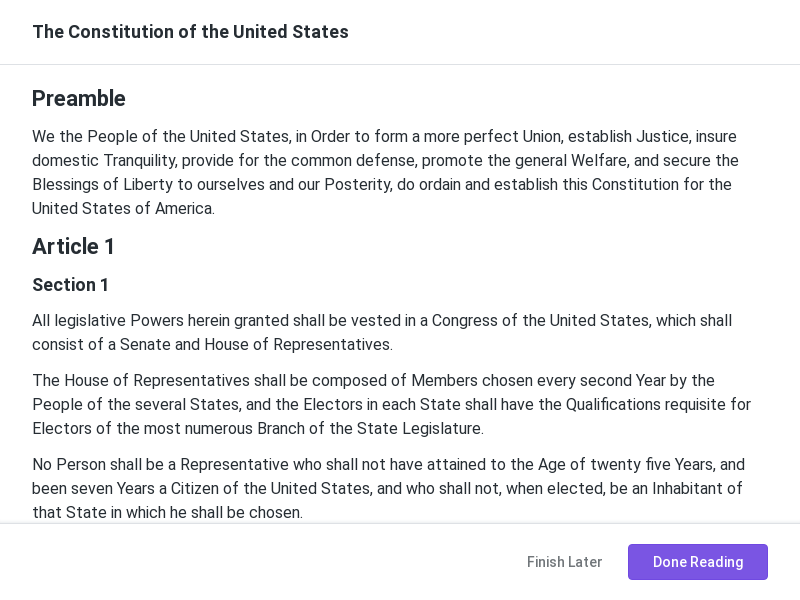 The Constitution of the United States
Preamble
We the People of the United States, in Order to form a more perfect Union, establish Justice, insure
domestic Tranquility, provide for the common defense, promote the general Welfare, and secure the
Blessings of Liberty to ourselves and our Posterity, do ordain and establish this Constitution for the
United States of America.
Article 1
Section 1
All legislative Powers herein granted shall be vested in a Congress of the United States, which shall
consist of a Senate and House of Representatives.
The House of Representatives shall be composed of Members chosen every second Year by the
People of the several States, and the Electors in each State shall have the Qualifications requisite for
Electors of the most numerous Branch of the State Legislature.
No Person shall be a Representative who shall not have attained to the Age of twenty five Years, and
been seven Years a Citizen of the United States, and who shall not, when elected, be an Inhabitant of
that State in which he shall be chosen.
Finish Later
Done Reading